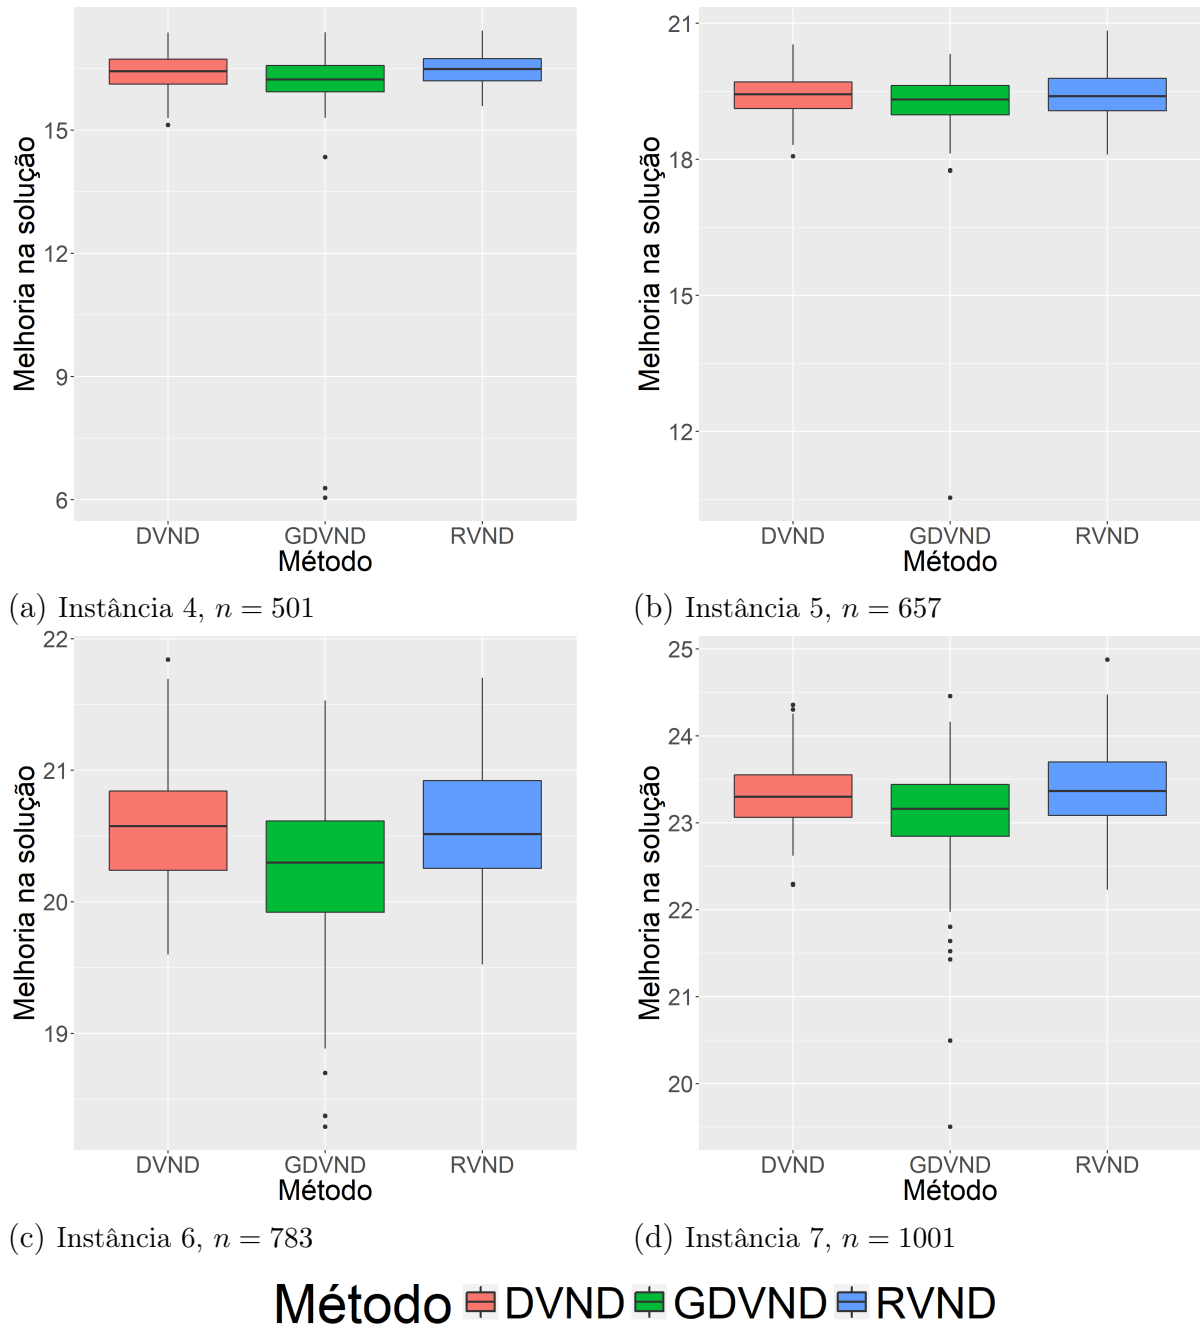 Melhoria na solução
15
12
9
6
DVND GDVND RVND
Método
(a) Instância 4, n = 501
Melhoria na solução
21
18
15
12
DVND GDVND RVND
Método
(b) Instância 5, n = 657
Melhoria na solução
22
21
20
19
DVND GDVND RVND
Método
(c) Instância 6, n = 783
Melhoria na solução
25
24
23
22
21
20
DVND GDVND RVND
Método
(d) Instância 7, n = 1001
Método DVND GDVND RVND